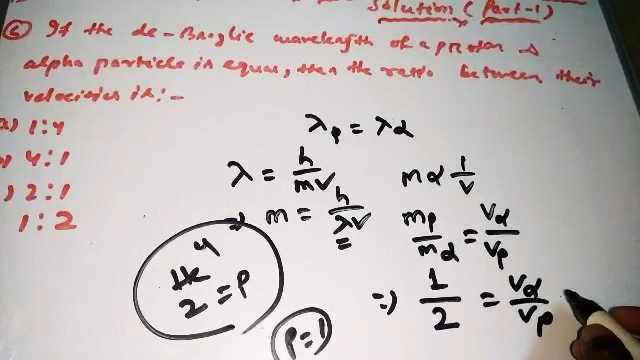 Solution (Part-1)
(c) If the de-Broglie wavelength of a proton &
alpha particle is equal, then the ratio between their
velocities is:-
a) 1:4
) 4:1
) 2:1
1:2
λp = λα
λ = h/mv
m α 1/v
⇒ m = h/λv
=
mp/mα = vα/vp
He 4 2 = P
P=1
=) 1/2 = vα/vp